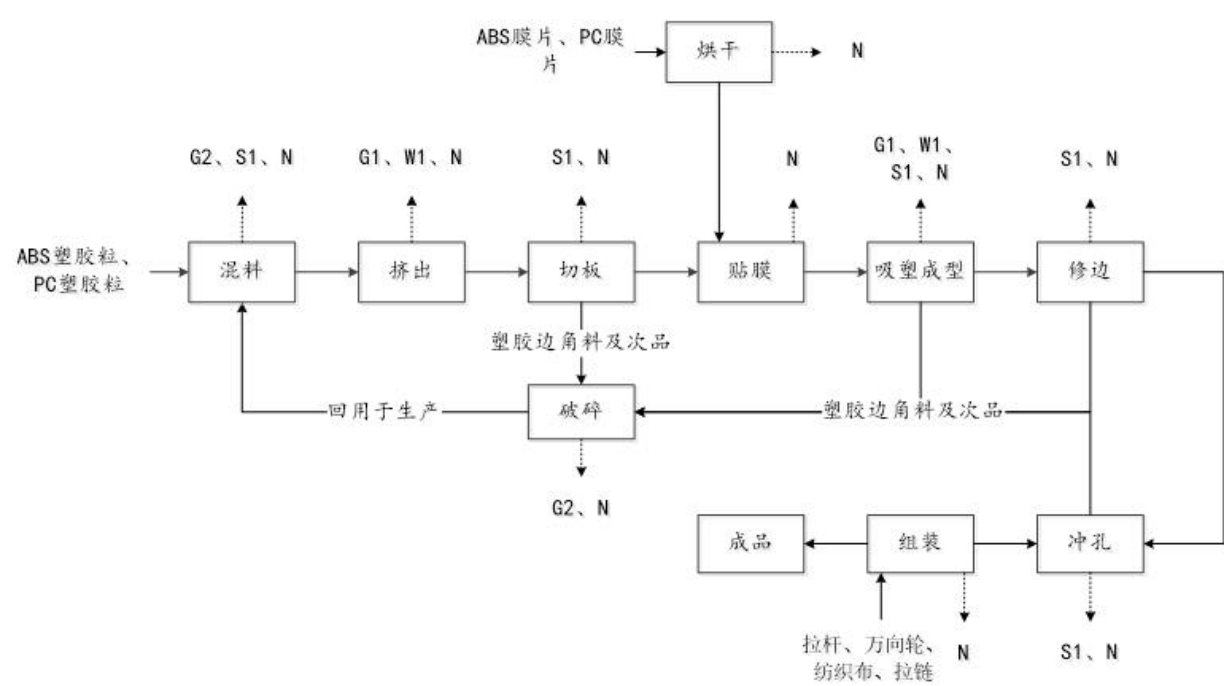 ABS膜片、PC膜
片
烘干
N
G2、S1、N
G1、W1、N
S1、N
N
G1、W1、
S1、N
S1、N
ABS塑胶粒、
PC塑胶粒
混料
挤出
切板
贴膜
吸塑成型
修边
塑胶边角料及次品
回用于生产
破碎
塑胶边角料及次品
G2、N
成品
组装
冲孔
拉杆、万向轮、
纺织布、拉链
N
S1、N